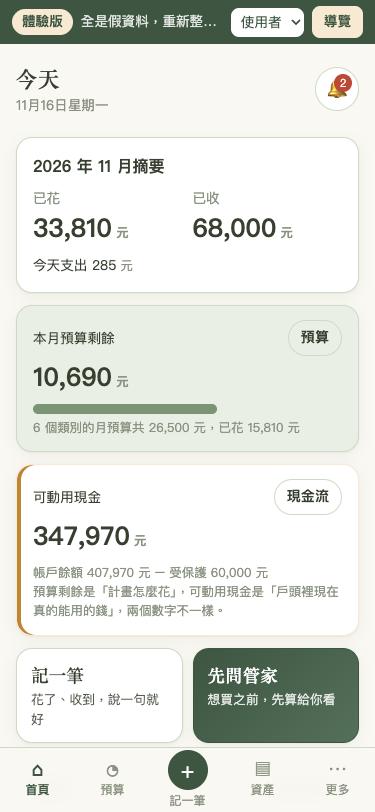 體驗版 全是假資料，重新整… 使用者 導覽
今天
11月16日星期一
2
2026 年 11 月摘要
已花 已收
33,810 元 68,000 元
今天支出 285 元
本月預算剩餘 預算
10,690 元
6 個類別的月預算共 26,500 元，已花 15,810 元
可動用現金 現金流
347,970 元
帳戶餘額 407,970 元 － 受保護 60,000 元
預算剩餘是「計畫怎麼花」，可動用現金是「戶頭裡現在
真的能用的錢」，兩個數字不一樣。
記一筆 先問管家
花了、收到，說一句就 想買之前，先算給你看
好
首頁 預算 記一筆 資產 更多